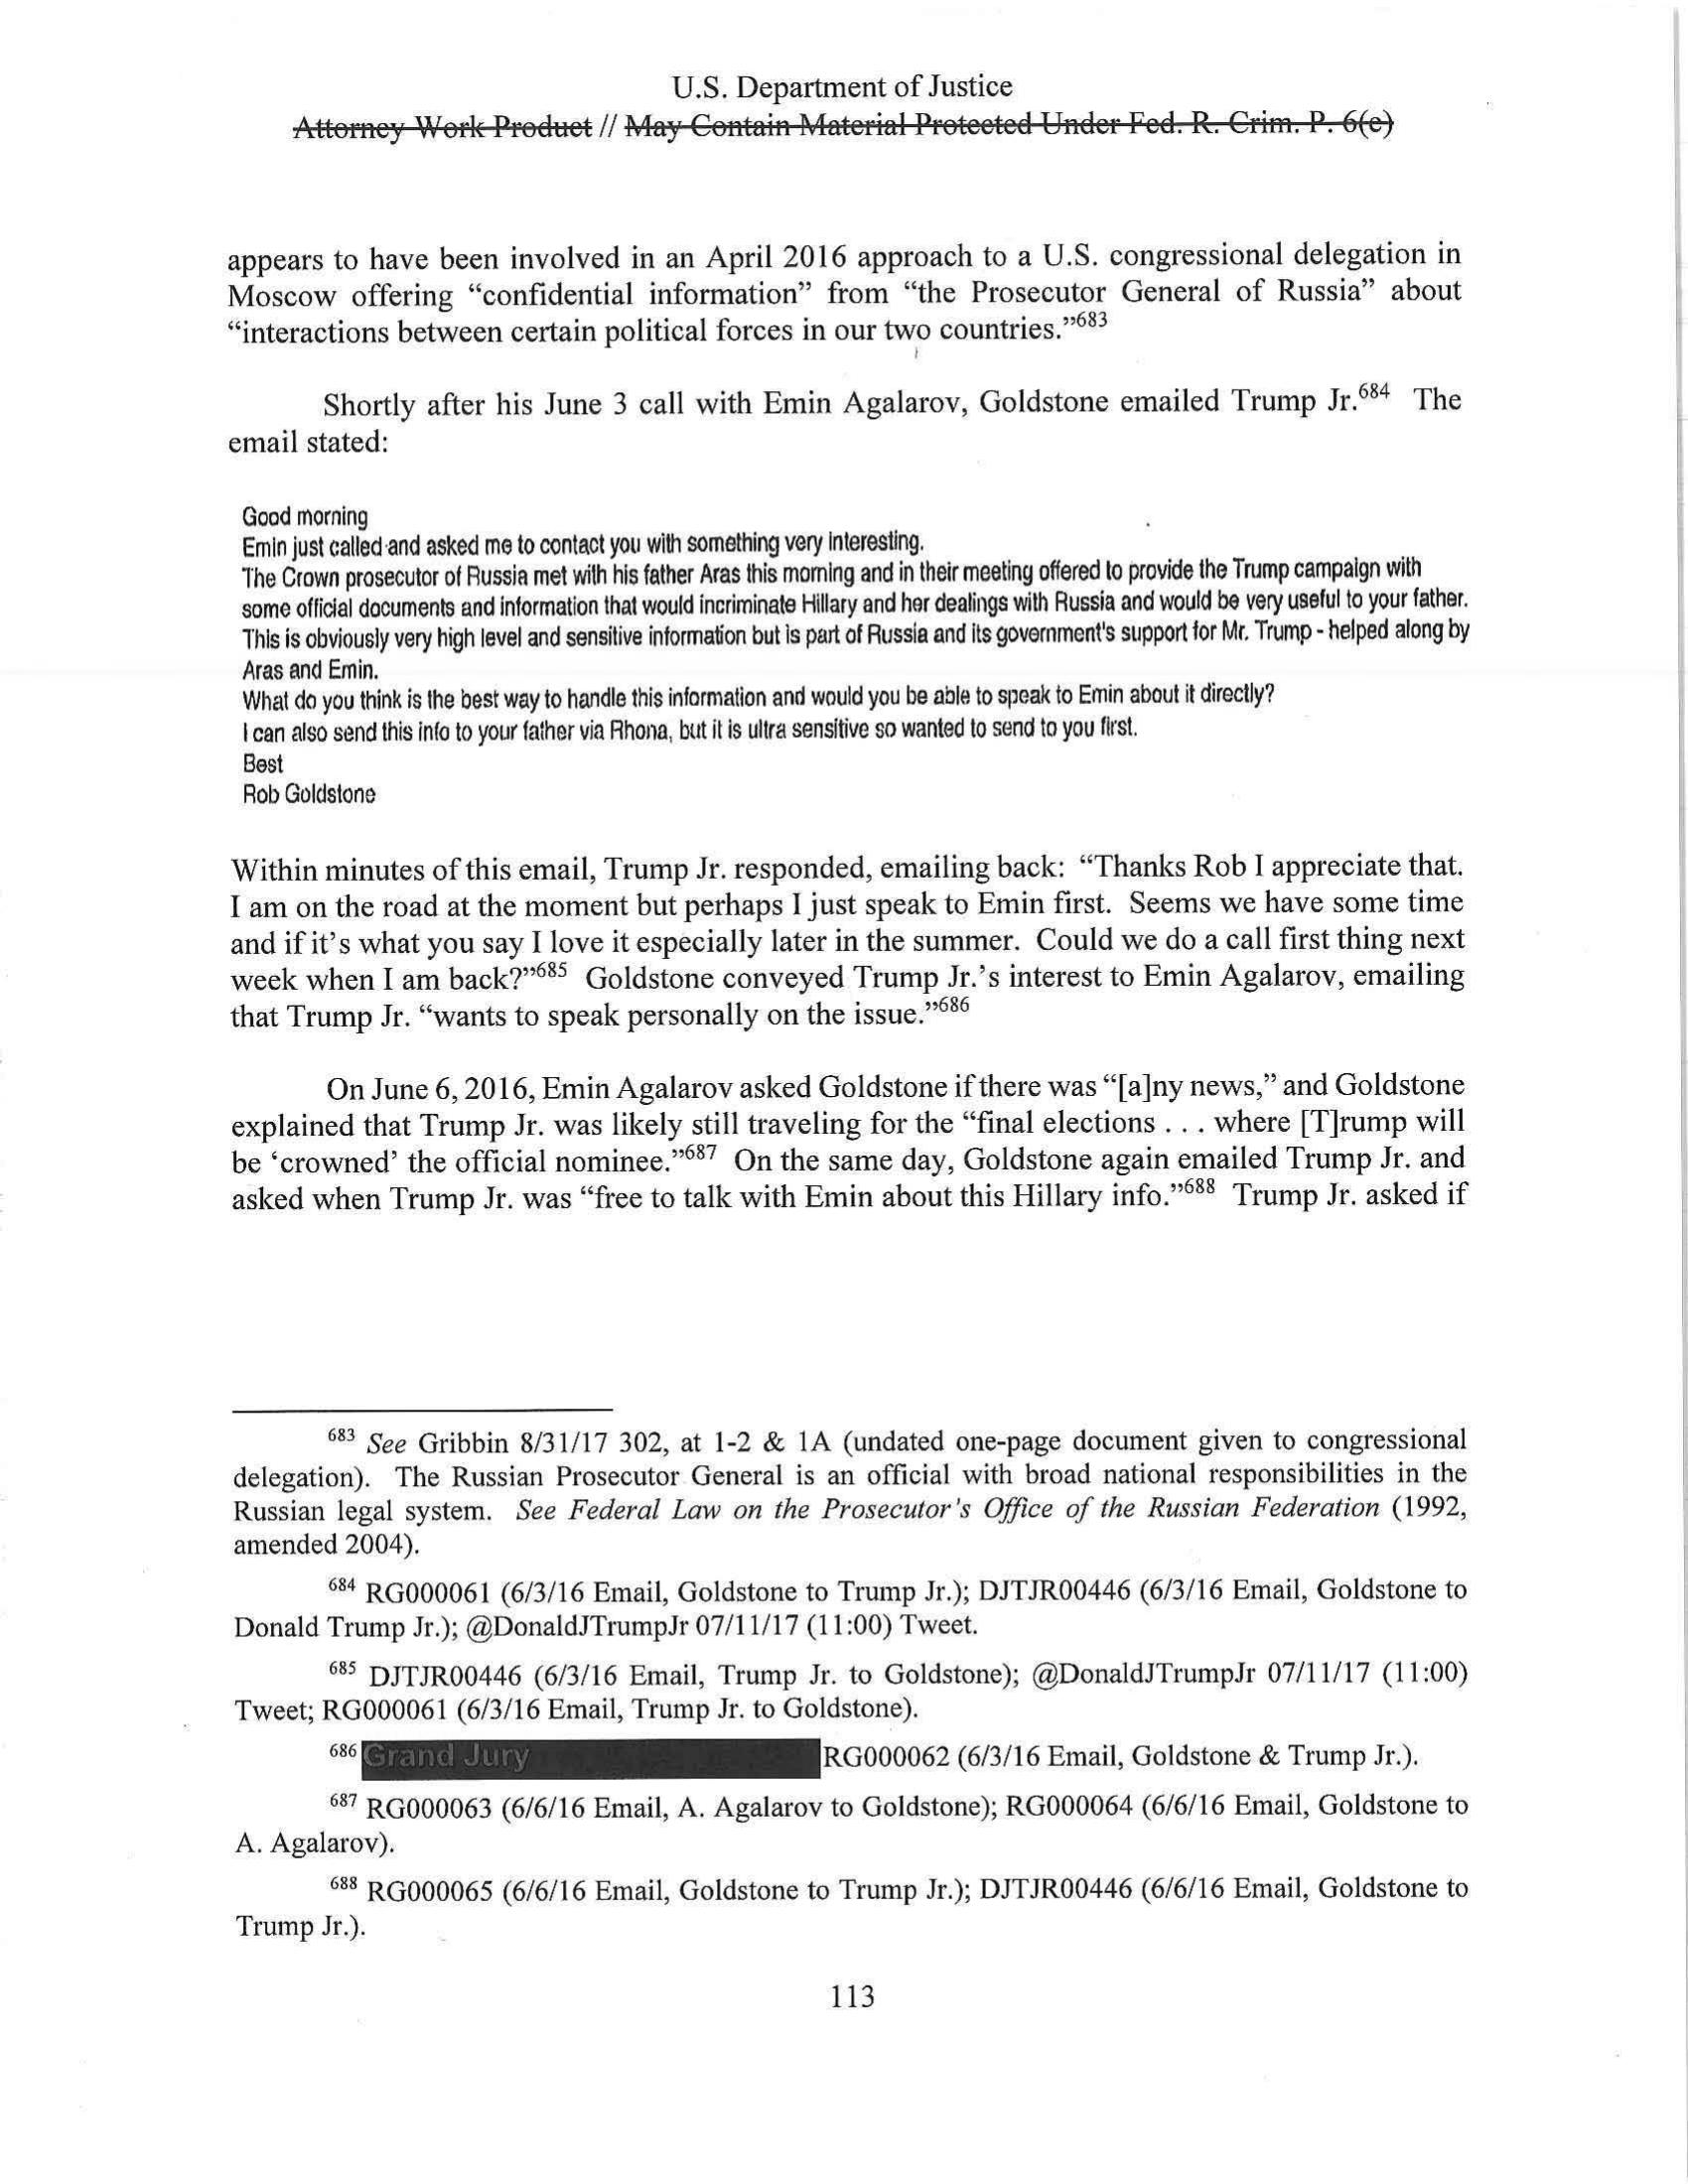 U.S. Department of Justice
Attorney Work Product // May Contain Material Protected Under Fed. R. Crim. P. 6(e)
appears to have been involved in an April 2016 approach to a U.S. congressional delegation in
Moscow offering “confidential information” from “the Prosecutor General of Russia” about
“interactions between certain political forces in our two countries.”683
Shortly after his June 3 call with Emin Agalarov, Goldstone emailed Trump Jr.684 The
email stated:
Good morning
Emin just called and asked me to contact you with something very interesting.
The Crown prosecutor of Russia met with his father Aras this morning and in their meeting offered to provide the Trump campaign with
some official documents and information that would incriminate Hillary and her dealings with Russia and would be very useful to your father.
This is obviously very high level and sensitive information but is part of Russia and its government's support for Mr. Trump - helped along by
Aras and Emin.
What do you think is the best way to handle this information and would you be able to speak to Emin about it directly?
I can also send this info to your father via Rhona, but it is ultra sensitive so wanted to send to you first.
Best
Rob Goldstone
Within minutes of this email, Trump Jr. responded, emailing back: “Thanks Rob I appreciate that.
I am on the road at the moment but perhaps I just speak to Emin first. Seems we have some time
and if it’s what you say I love it especially later in the summer. Could we do a call first thing next
week when I am back?”685 Goldstone conveyed Trump Jr.’s interest to Emin Agalarov, emailing
that Trump Jr. “wants to speak personally on the issue.”686
On June 6, 2016, Emin Agalarov asked Goldstone if there was “[a]ny news,” and Goldstone
explained that Trump Jr. was likely still traveling for the “final elections . . . where [T]rump will
be ‘crowned’ the official nominee.”687 On the same day, Goldstone again emailed Trump Jr. and
asked when Trump Jr. was “free to talk with Emin about this Hillary info.”688 Trump Jr. asked if
683 See Gribbin 8/31/17 302, at 1-2 & 1A (undated one-page document given to congressional
delegation). The Russian Prosecutor General is an official with broad national responsibilities in the
Russian legal system. See Federal Law on the Prosecutor's Office of the Russian Federation (1992,
amended 2004).
684 RG000061 (6/3/16 Email, Goldstone to Trump Jr.); DJTJR00446 (6/3/16 Email, Goldstone to
Donald Trump Jr.); @DonaldJTrumpJr 07/11/17 (11:00) Tweet.
685 DJTJR00446 (6/3/16 Email, Trump Jr. to Goldstone); @DonaldJTrumpJr 07/11/17 (11:00)
Tweet; RG000061 (6/3/16 Email, Trump Jr. to Goldstone).
686 Grand Jury RG000062 (6/3/16 Email, Goldstone & Trump Jr.).
687 RG000063 (6/6/16 Email, A. Agalarov to Goldstone); RG000064 (6/6/16 Email, Goldstone to
A. Agalarov).
688 RG000065 (6/6/16 Email, Goldstone to Trump Jr.); DJTJR00446 (6/6/16 Email, Goldstone to
Trump Jr.).
113